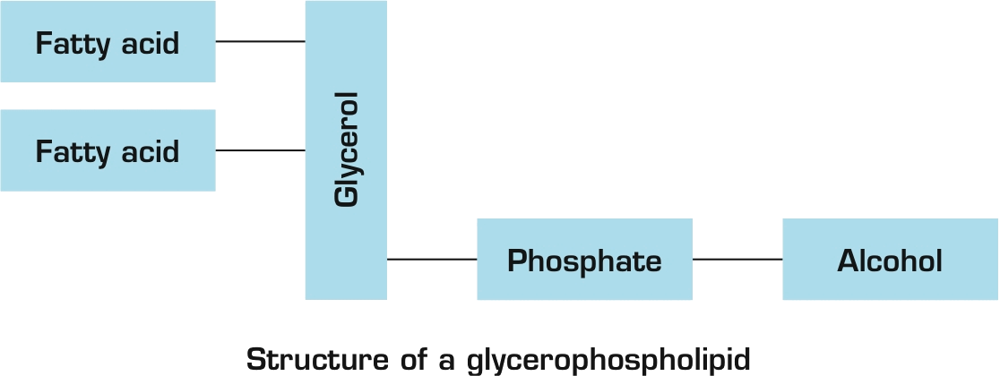 Fatty acid
Fatty acid
Glycerol
Phosphate
Alcohol
Structure of a glycerophospholipid